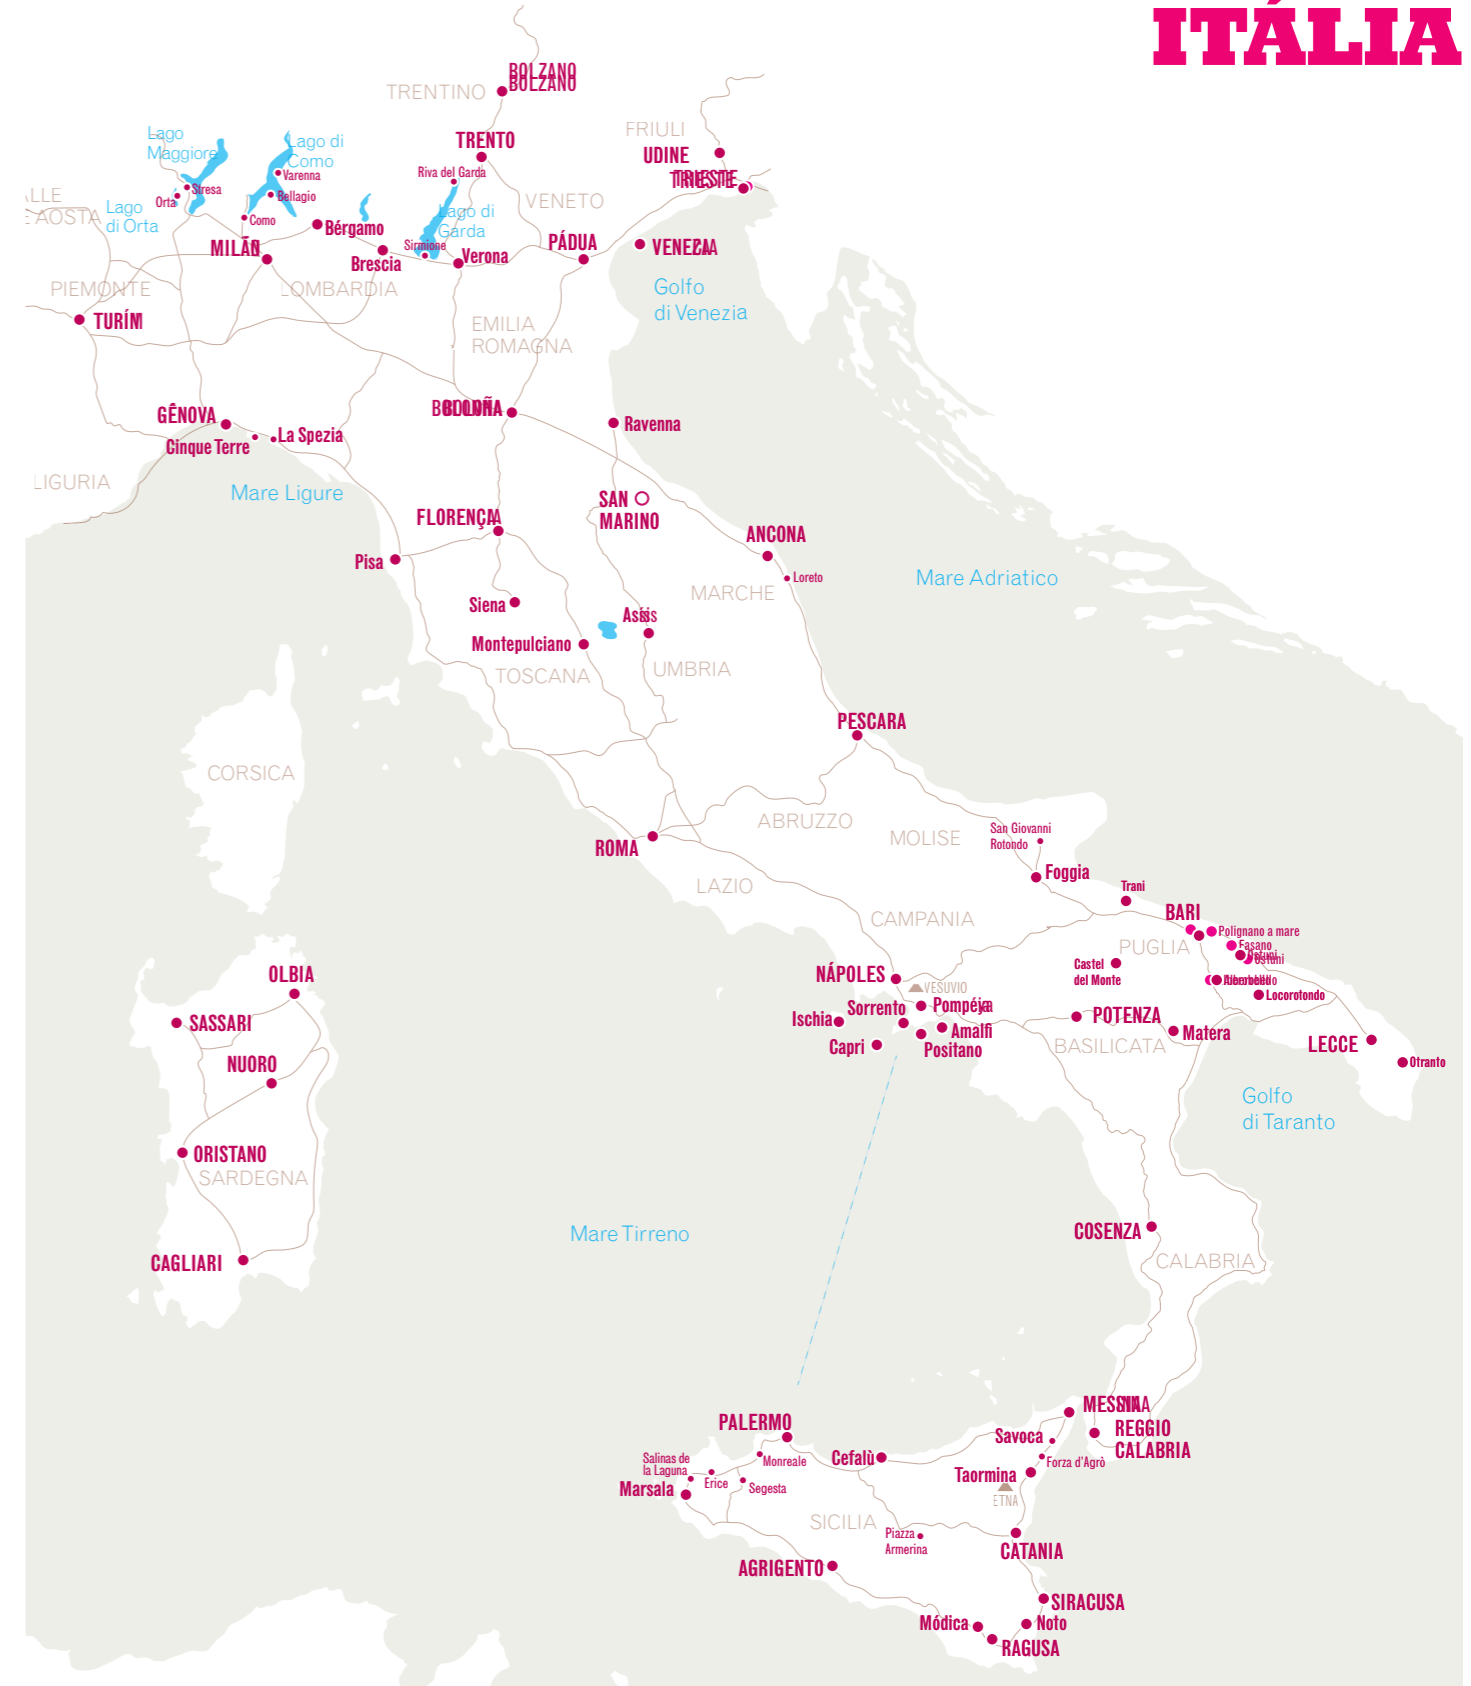 ITÁLIA
BOLZANO
BOLZANO
TRENTINO
TRENTO
FRIULI
UDINE
TRIESTE
Lago
Maggiore
Lago di
Como
Varenna
Stresa
Orta
Bellagio
Riva del Garda
Lago
di Orta
Como
VENETO
Lago di
Garda
Bérgamo
Sirmione
Brescia
Verona
PÁDUA
Golfo
di Venezia
PIEMONTE
LOMBARDIA
TURÍM
EMILIA
ROMAGNA
GÊNOVA
Cinque Terre
La Spezia
Ravenna
LIGURIA
Mare Ligure
SAN
MARINO
FLORENÇA
ANCONA
Pisa
Loreto
Mare Adriatico
MARCHE
Siena
Montepulciano
TOSCANA
UMBRIA
PESCARA
CORSICA
ABRUZZO
MOLISE
San Giovanni
Rotondo
ROMA
Foggia
LAZIO
Trani
CAMPANIA
BARI
Polignano a mare
PUGLIA
Fasano
Ostuni
Castel
del Monte
Locorotondo
OLBIA
NÁPOLES
VESUVIO
SASSARI
Ischia
Sorrento
Amalfi
Capri
Positano
POTENZA
Matera
BASILICATA
LECCE
Otranto
NUORO
Golfo
di Taranto
ORISTANO
SARDEGNA
Mare Tirreno
COSENZA
CALABRIA
CAGLIARI
REGGIO
CALABRIA
PALERMO
Savoca
Forza d'Agrò
Cefalù
Monreale
Salinas de
la Laguna
Erice
Segesta
Marsala
Taormina
ETNA
SICILIA
Piazza
Armerina
CATANIA
AGRIGENTO
SIRACUSA
Módica
Noto
RAGUSA